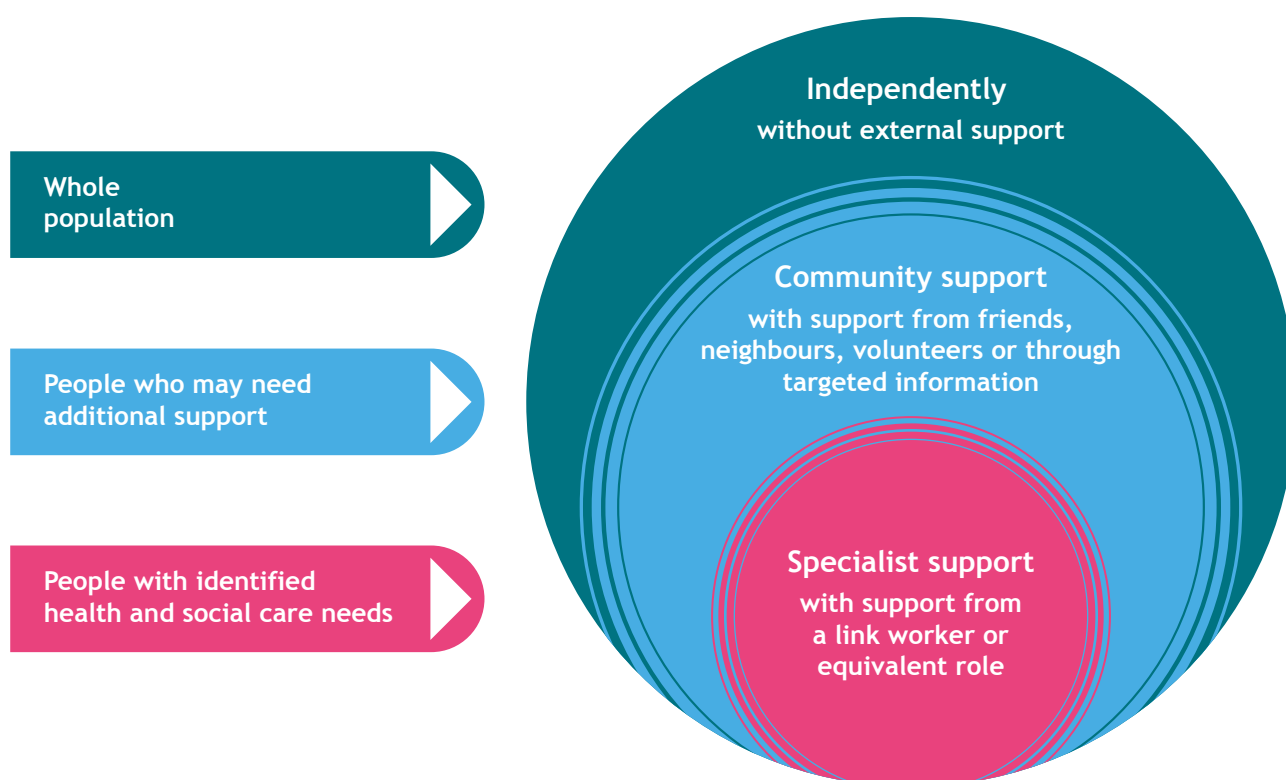 Whole
population
People who may need
additional support
People with identified
health and social care needs
Independently
without external support
Community support
with support from friends,
neighbours, volunteers or through
targeted information
Specialist support
with support from
a link worker or
equivalent role